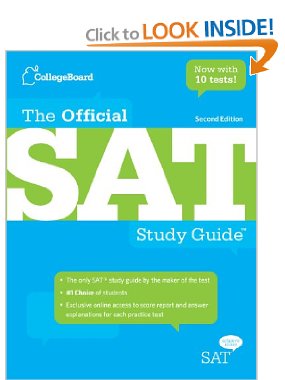 Click to
LOOK INSIDE!
CollegeBoard
Now with
10 tests!
The Official
Second Edition
SAT
Study Guide™
• The only SAT® study guide by the maker of the test
• #1 Choice of students
• Exclusive online access to score report and answer
explanations for each practice test
SAT